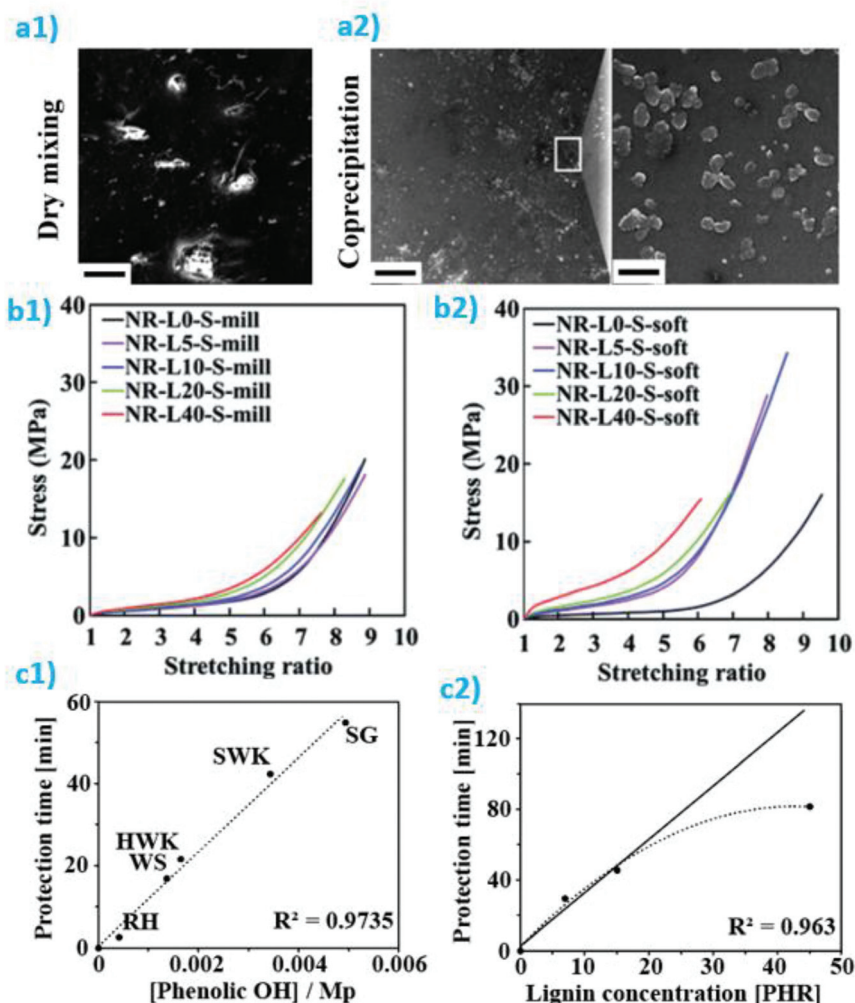 a1)
a2)
Dry mixing
Coprecipitation
b1)
40
30
20
10
0
NR-L0-S-mill
NR-L5-S-mill
NR-L10-S-mill
NR-L20-S-mill
NR-L40-S-mill
Stress (MPa)
1 2 3 4 5 6 7 8 9 10
Stretching ratio
b2)
40
30
20
10
0
NR-L0-S-soft
NR-L5-S-soft
NR-L10-S-soft
NR-L20-S-soft
NR-L40-S-soft
Stress (MPa)
1 2 3 4 5 6 7 8 9 10
Stretching ratio
c1)
60
40
20
0
Protection time [min]
SG
SWK
HWK
WS
RH
R² = 0.9735
0 0.002 0.004 0.006
[Phenolic OH] / Mp
c2)
120
80
40
0
Protection time [min]
R² = 0.963
0 10 20 30 40 50
Lignin concentration [PHR]